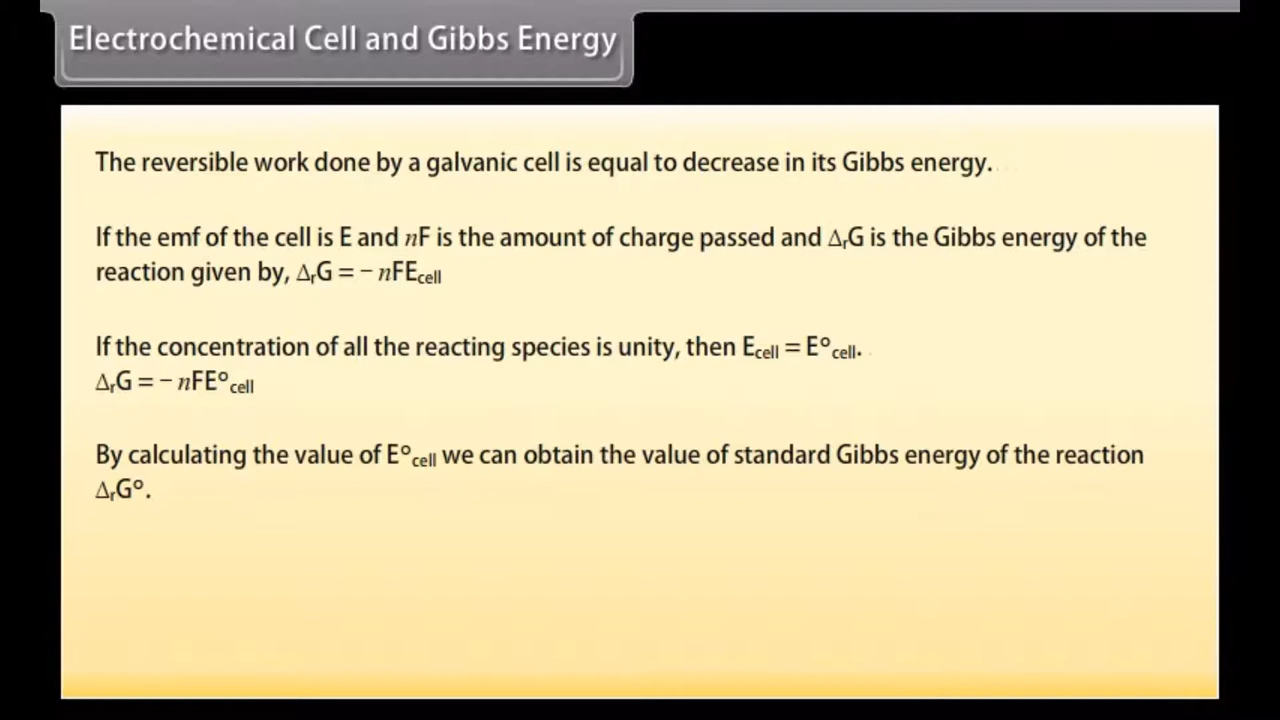 Electrochemical Cell and Gibbs Energy
The reversible work done by a galvanic cell is equal to decrease in its Gibbs energy.
If the emf of the cell is E and nF is the amount of charge passed and ΔrG is the Gibbs energy of the
reaction given by, ΔrG = − nFEcell
If the concentration of all the reacting species is unity, then Ecell = E°cell.
ΔrG = − nFE°cell
By calculating the value of E°cell we can obtain the value of standard Gibbs energy of the reaction
ΔrG°.